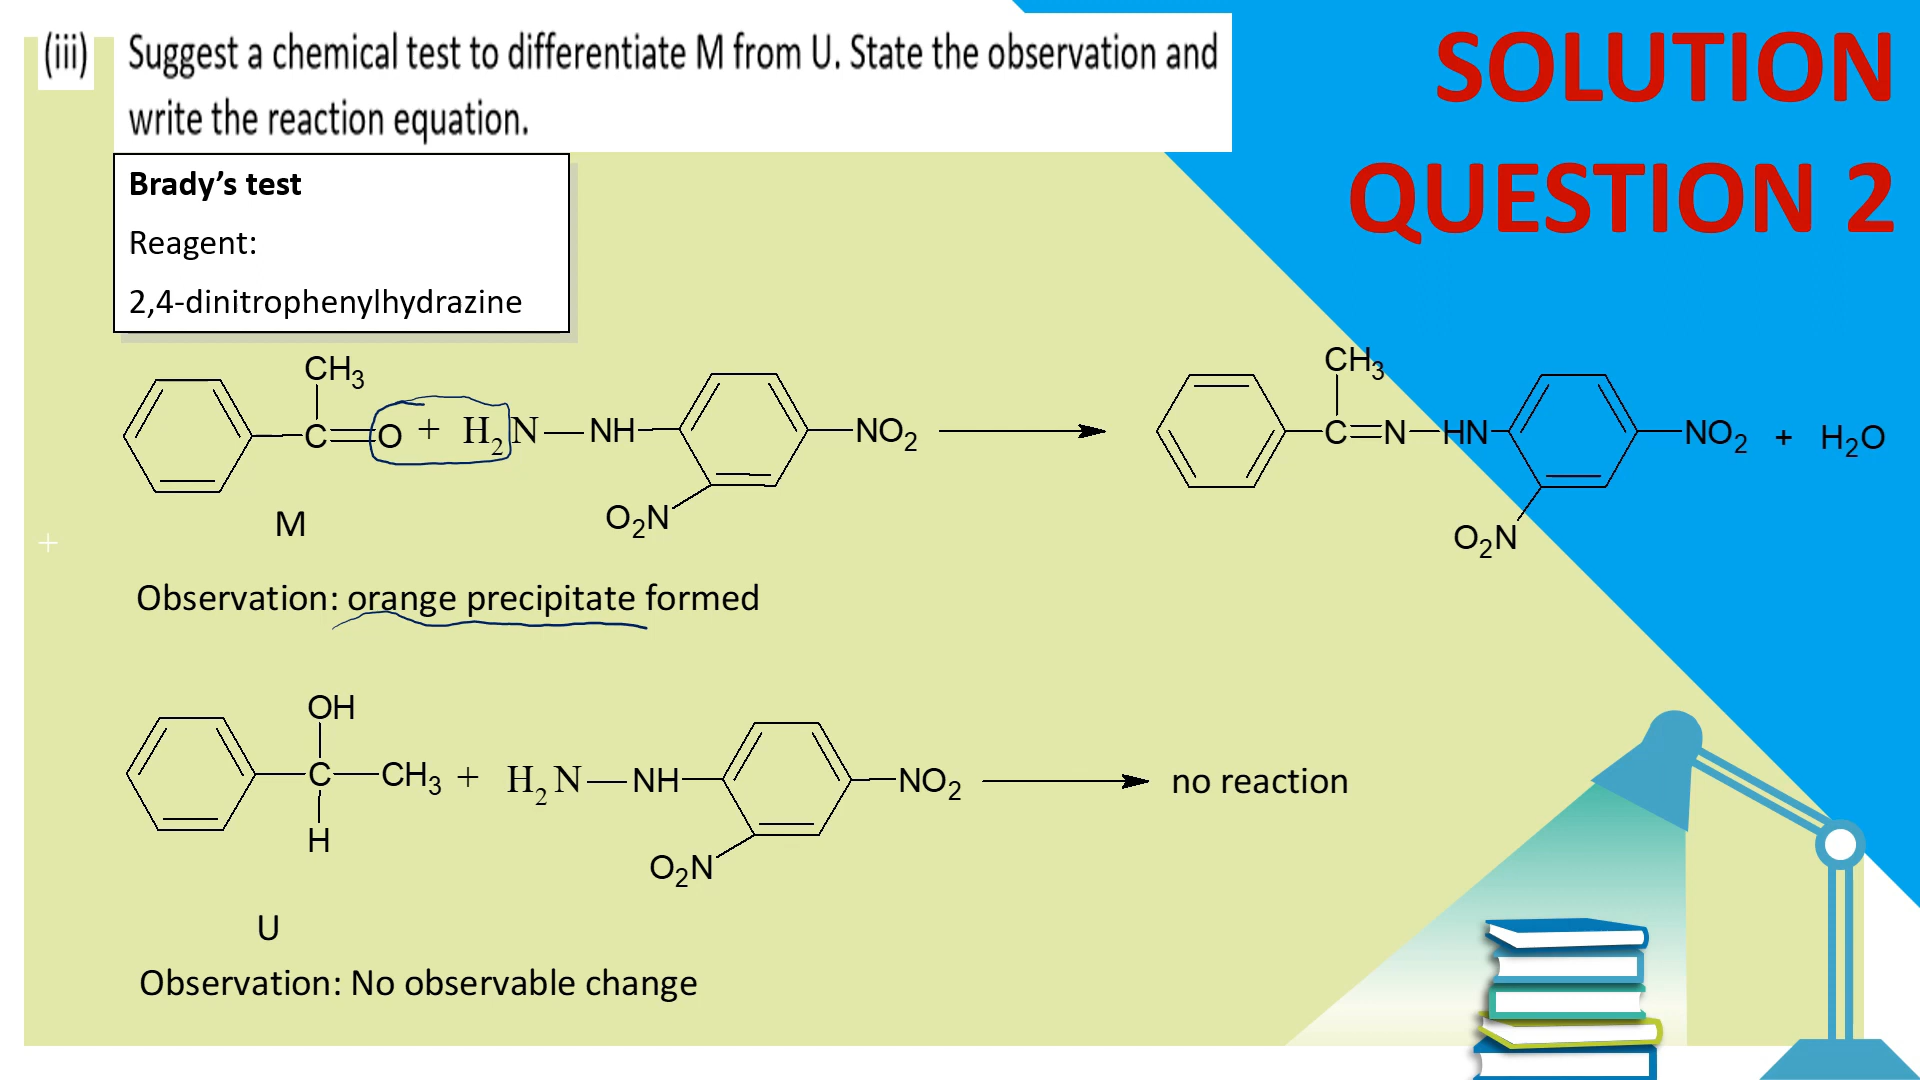 (iii) Suggest a chemical test to differentiate M from U. State the observation and
write the reaction equation.
SOLUTION
QUESTION 2
Brady’s test
Reagent:
2,4-dinitrophenylhydrazine
CH3
C=O + H2N—NH NO2
O2N
M
CH3
C=N—HN NO2 + H2O
O2N
Observation: orange precipitate formed
OH
C—CH3 + H2N—NH NO2 no reaction
H
O2N
U
Observation: No observable change